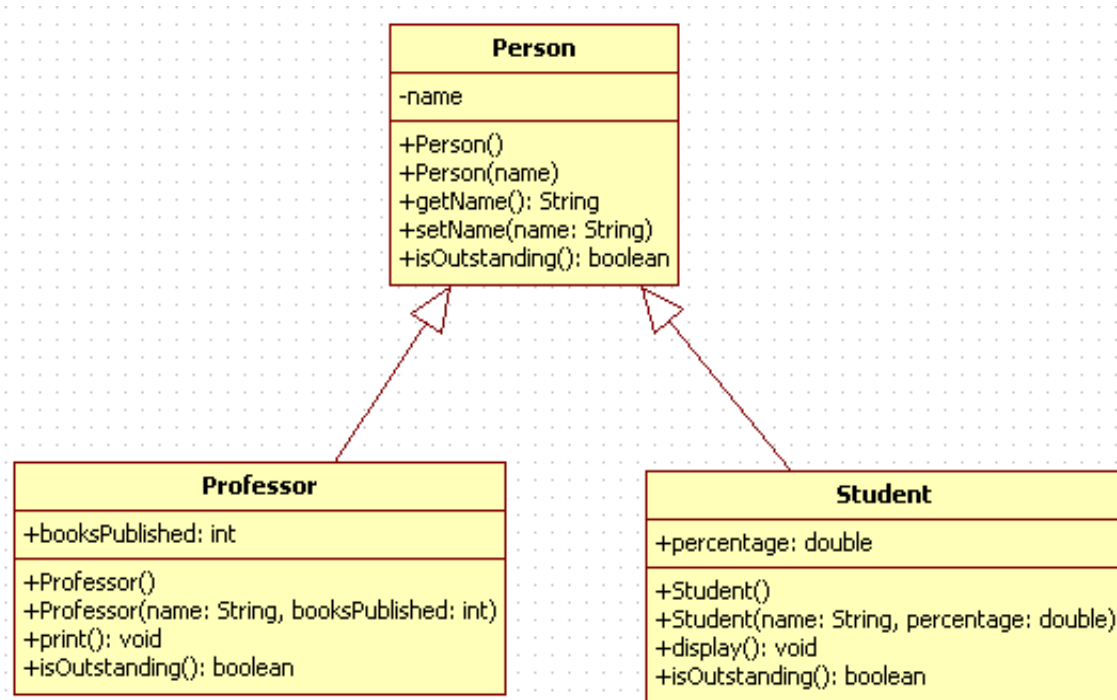 Person
-name
+Person()
+Person(name)
+getName(): String
+setName(name: String)
+isOutstanding(): boolean
Professor
+booksPublished: int
+Professor()
+Professor(name: String, booksPublished: int)
+print(): void
+isOutstanding(): boolean
Student
+percentage: double
+Student()
+Student(name: String, percentage: double)
+display(): void
+isOutstanding(): boolean